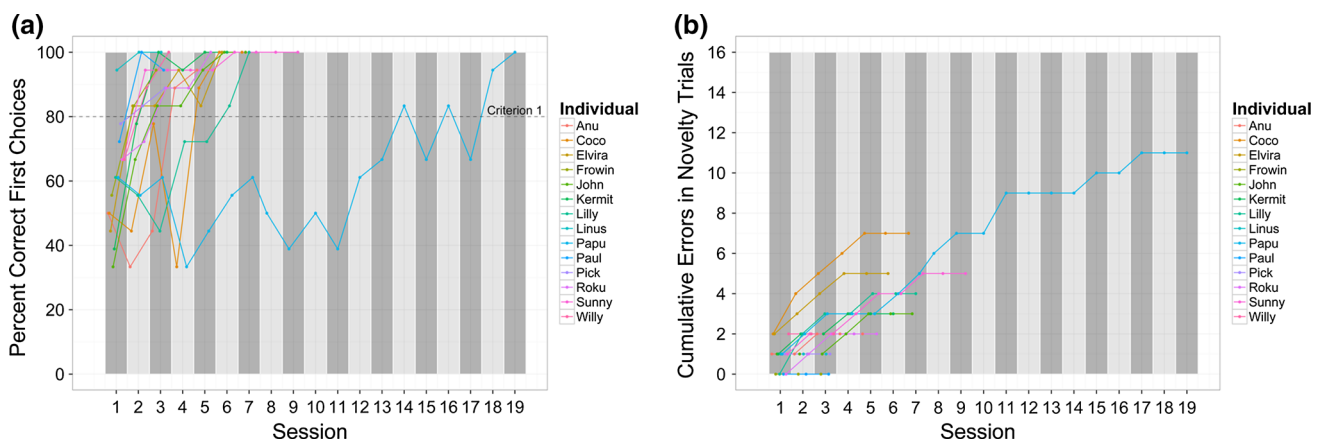 (a)
Percent Correct First Choices
100
80
60
40
20
0
Criterion 1
1 2 3 4 5 6 7 8 9 10 11 12 13 14 15 16 17 18 19
Session
Individual
Anu
Coco
Elvira
Frowin
John
Kermit
Lilly
Linus
Papu
Paul
Pick
Roku
Sunny
Willy
(b)
Cumulative Errors in Novelty Trials
16
14
12
10
8
6
4
2
0
1 2 3 4 5 6 7 8 9 10 11 12 13 14 15 16 17 18 19
Session
Individual
Anu
Coco
Elvira
Frowin
John
Kermit
Lilly
Linus
Papu
Paul
Pick
Roku
Sunny
Willy